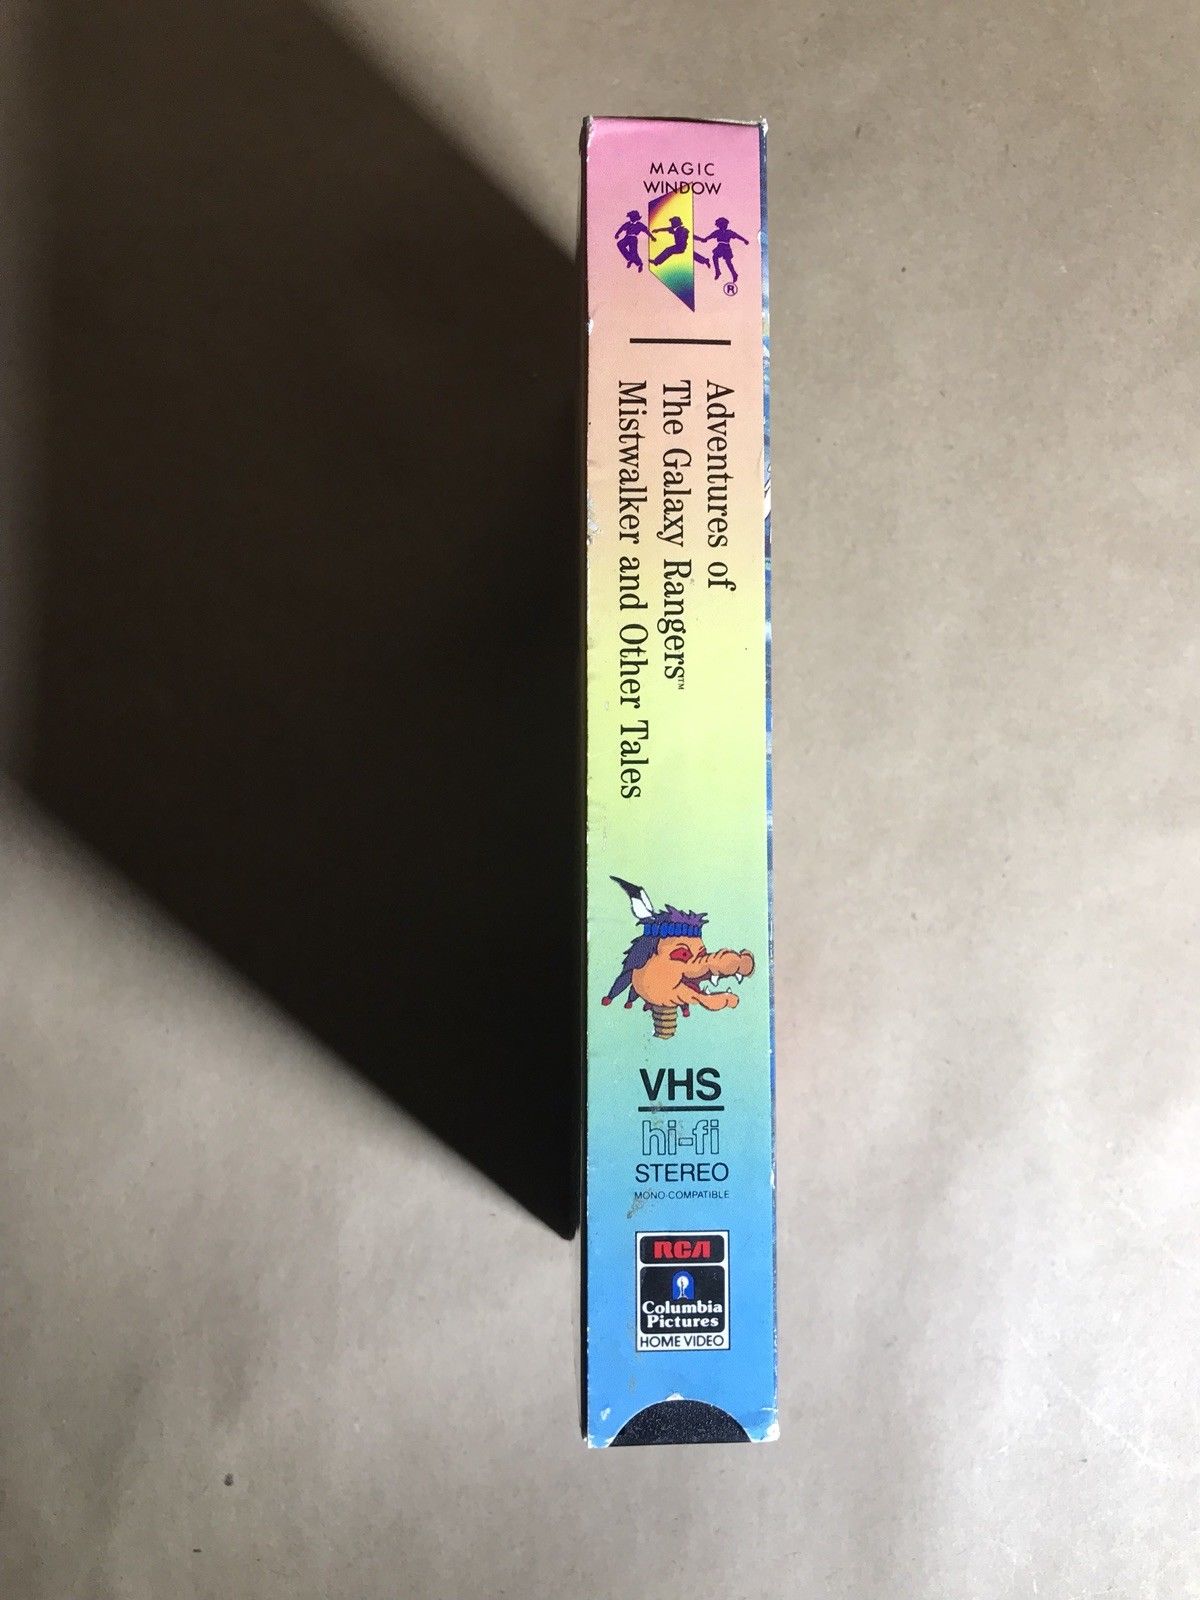 MAGIC
WINDOW
®
Adventures of
The Galaxy Rangers™
Mistwalker and Other Tales
VHS
hi-fi
STEREO
MONO-COMPATIBLE
RCA
Columbia
Pictures
HOME VIDEO